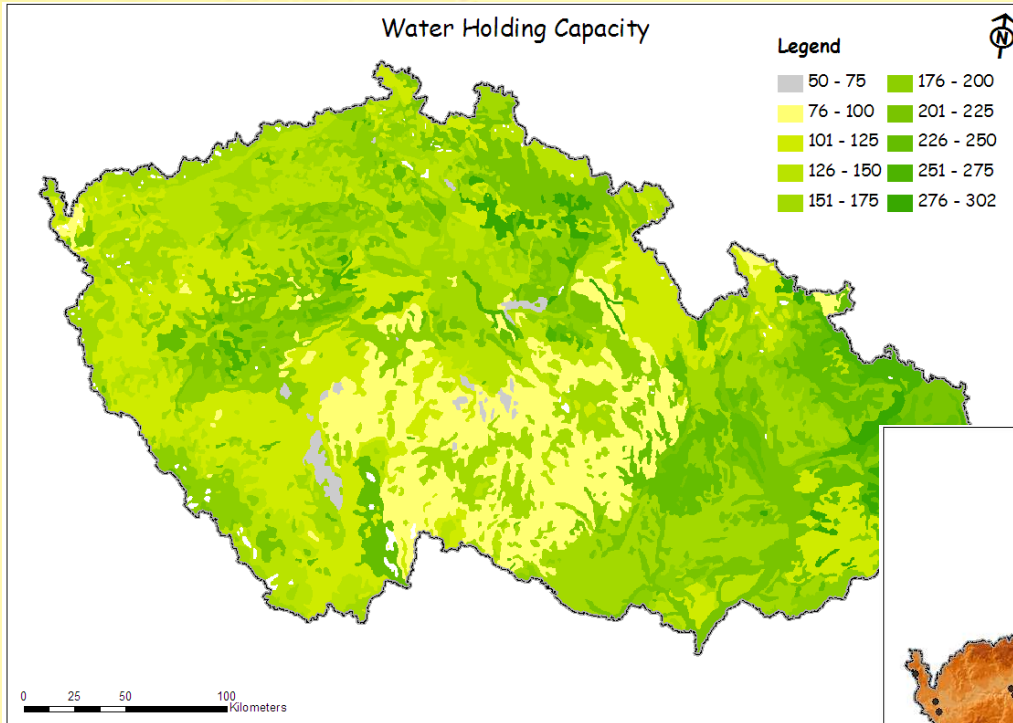 Water Holding Capacity
N
Legend
50 - 75
76 - 100
101 - 125
126 - 150
151 - 175
176 - 200
201 - 225
226 - 250
251 - 275
276 - 302
0 25 50 100
Kilometers